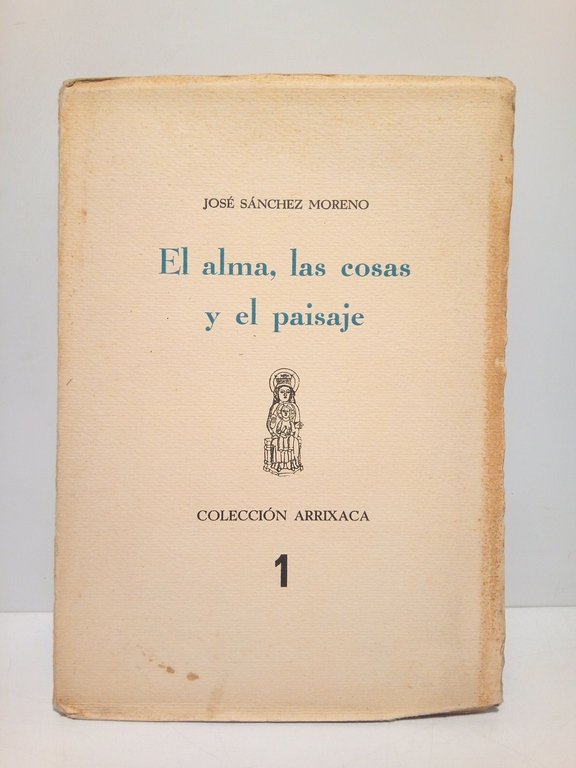 JOSÉ SÁNCHEZ MORENO
El alma, las cosas
y el paisaje
COLECCIÓN ARRIXACA
1